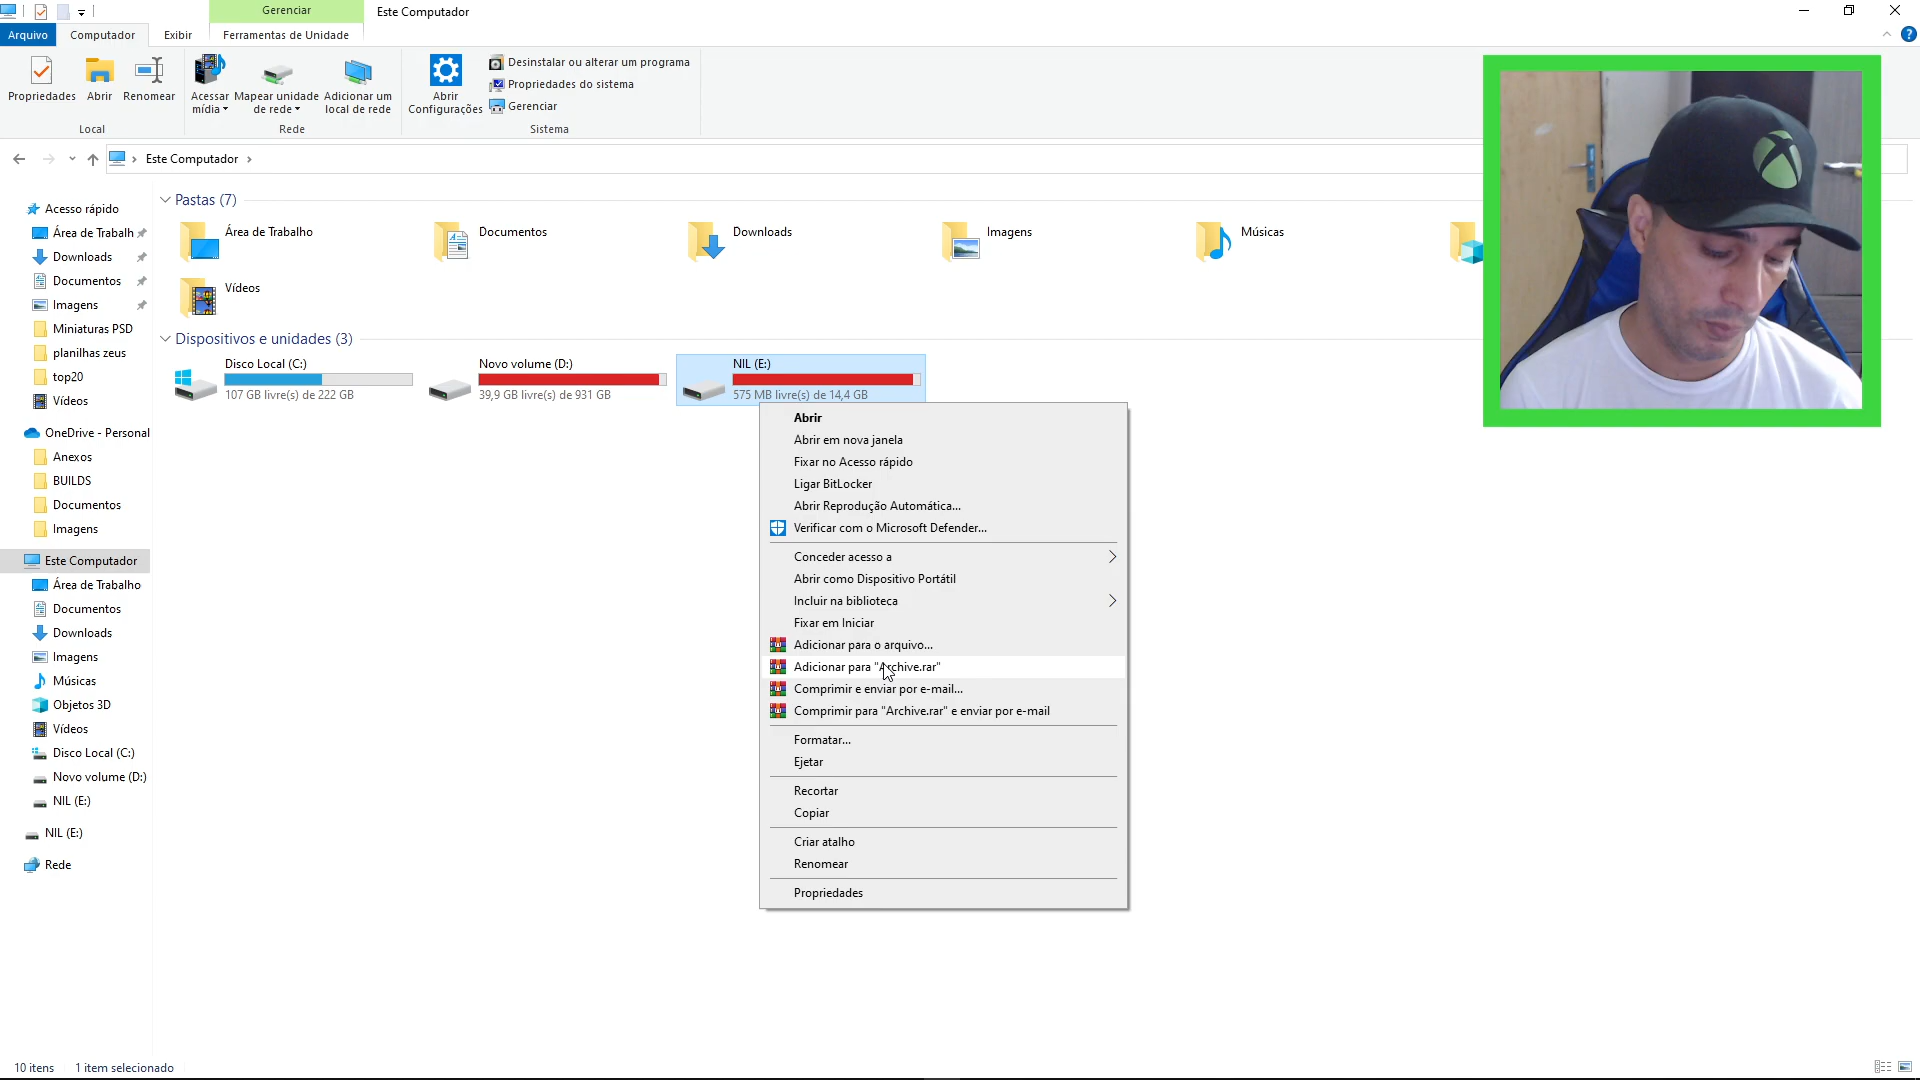 Gerenciar
Este Computador
Arquivo
Computador
Exibir
Ferramentas de Unidade
Propriedades
Abrir
Renomear
Acessar mídia
Mapear unidade de rede
Adicionar um local de rede
Abrir Configurações
Desinstalar ou alterar um programa
Propriedades do sistema
Gerenciar
Local
Rede
Sistema
Este Computador
Acesso rápido
Área de Trabalh
Downloads
Documentos
Imagens
Miniaturas PSD
planilhas zeus
top20
Vídeos
OneDrive - Personal
Anexos
BUILDS
Documentos
Imagens
Este Computador
Área de Trabalho
Documentos
Downloads
Imagens
Músicas
Objetos 3D
Vídeos
Disco Local (C:)
Novo volume (D:)
NIL (E:)
NIL (E:)
Rede
Pastas (7)
Área de Trabalho
Documentos
Downloads
Imagens
Músicas
Vídeos
Dispositivos e unidades (3)
Disco Local (C:)
107 GB livre(s) de 222 GB
Novo volume (D:)
39,9 GB livre(s) de 931 GB
NIL (E:)
575 MB livre(s) de 14,4 GB
Abrir
Abrir em nova janela
Fixar no Acesso rápido
Ligar BitLocker
Abrir Reprodução Automática...
Verificar com o Microsoft Defender...
Conceder acesso a
Abrir como Dispositivo Portátil
Incluir na biblioteca
Fixar em Iniciar
Adicionar para o arquivo...
Adicionar para "Archive.rar"
Comprimir e enviar por e-mail...
Comprimir para "Archive.rar" e enviar por e-mail
Formatar...
Ejetar
Recortar
Copiar
Criar atalho
Renomear
Propriedades
10 itens
1 item selecionado